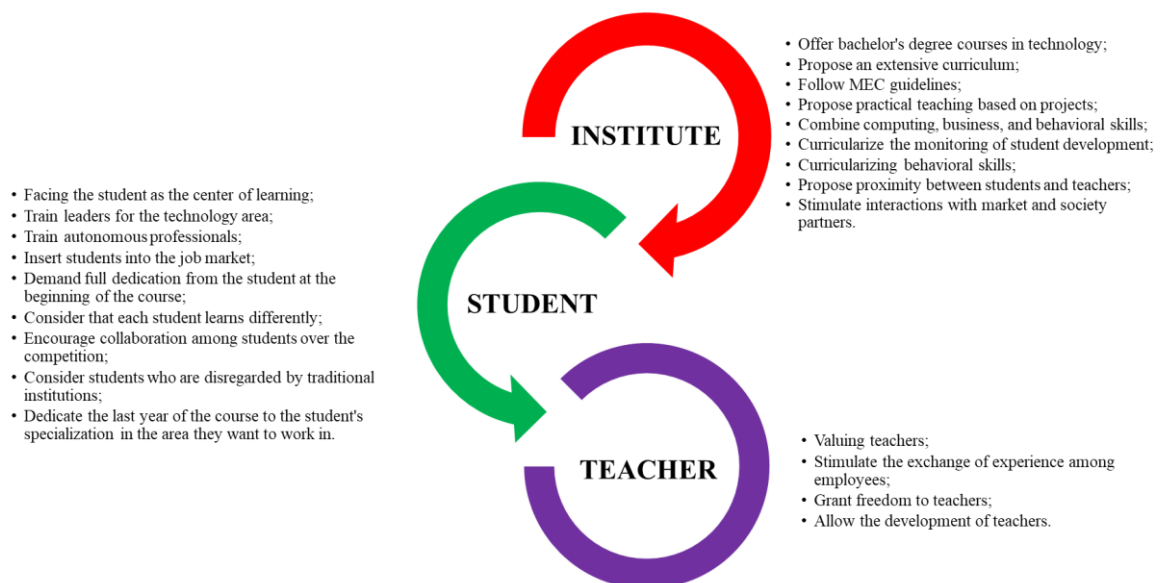 • Offer bachelor's degree courses in technology;
• Propose an extensive curriculum;
• Follow MEC guidelines;
• Propose practical teaching based on projects;
• Combine computing, business, and behavioral skills;
• Curricularize the monitoring of student development;
• Curricularizing behavioral skills;
• Propose proximity between students and teachers;
• Stimulate interactions with market and society
partners.
INSTITUTE
• Facing the student as the center of learning;
• Train leaders for the technology area;
• Train autonomous professionals;
• Insert students into the job market;
• Demand full dedication from the student at the
beginning of the course;
• Consider that each student learns differently;
• Encourage collaboration among students over the
competition;
• Consider students who are disregarded by traditional
institutions;
• Dedicate the last year of the course to the student's
specialization in the area they want to work in.
STUDENT
TEACHER
• Valuing teachers;
• Stimulate the exchange of experience among
employees;
• Grant freedom to teachers;
• Allow the development of teachers.